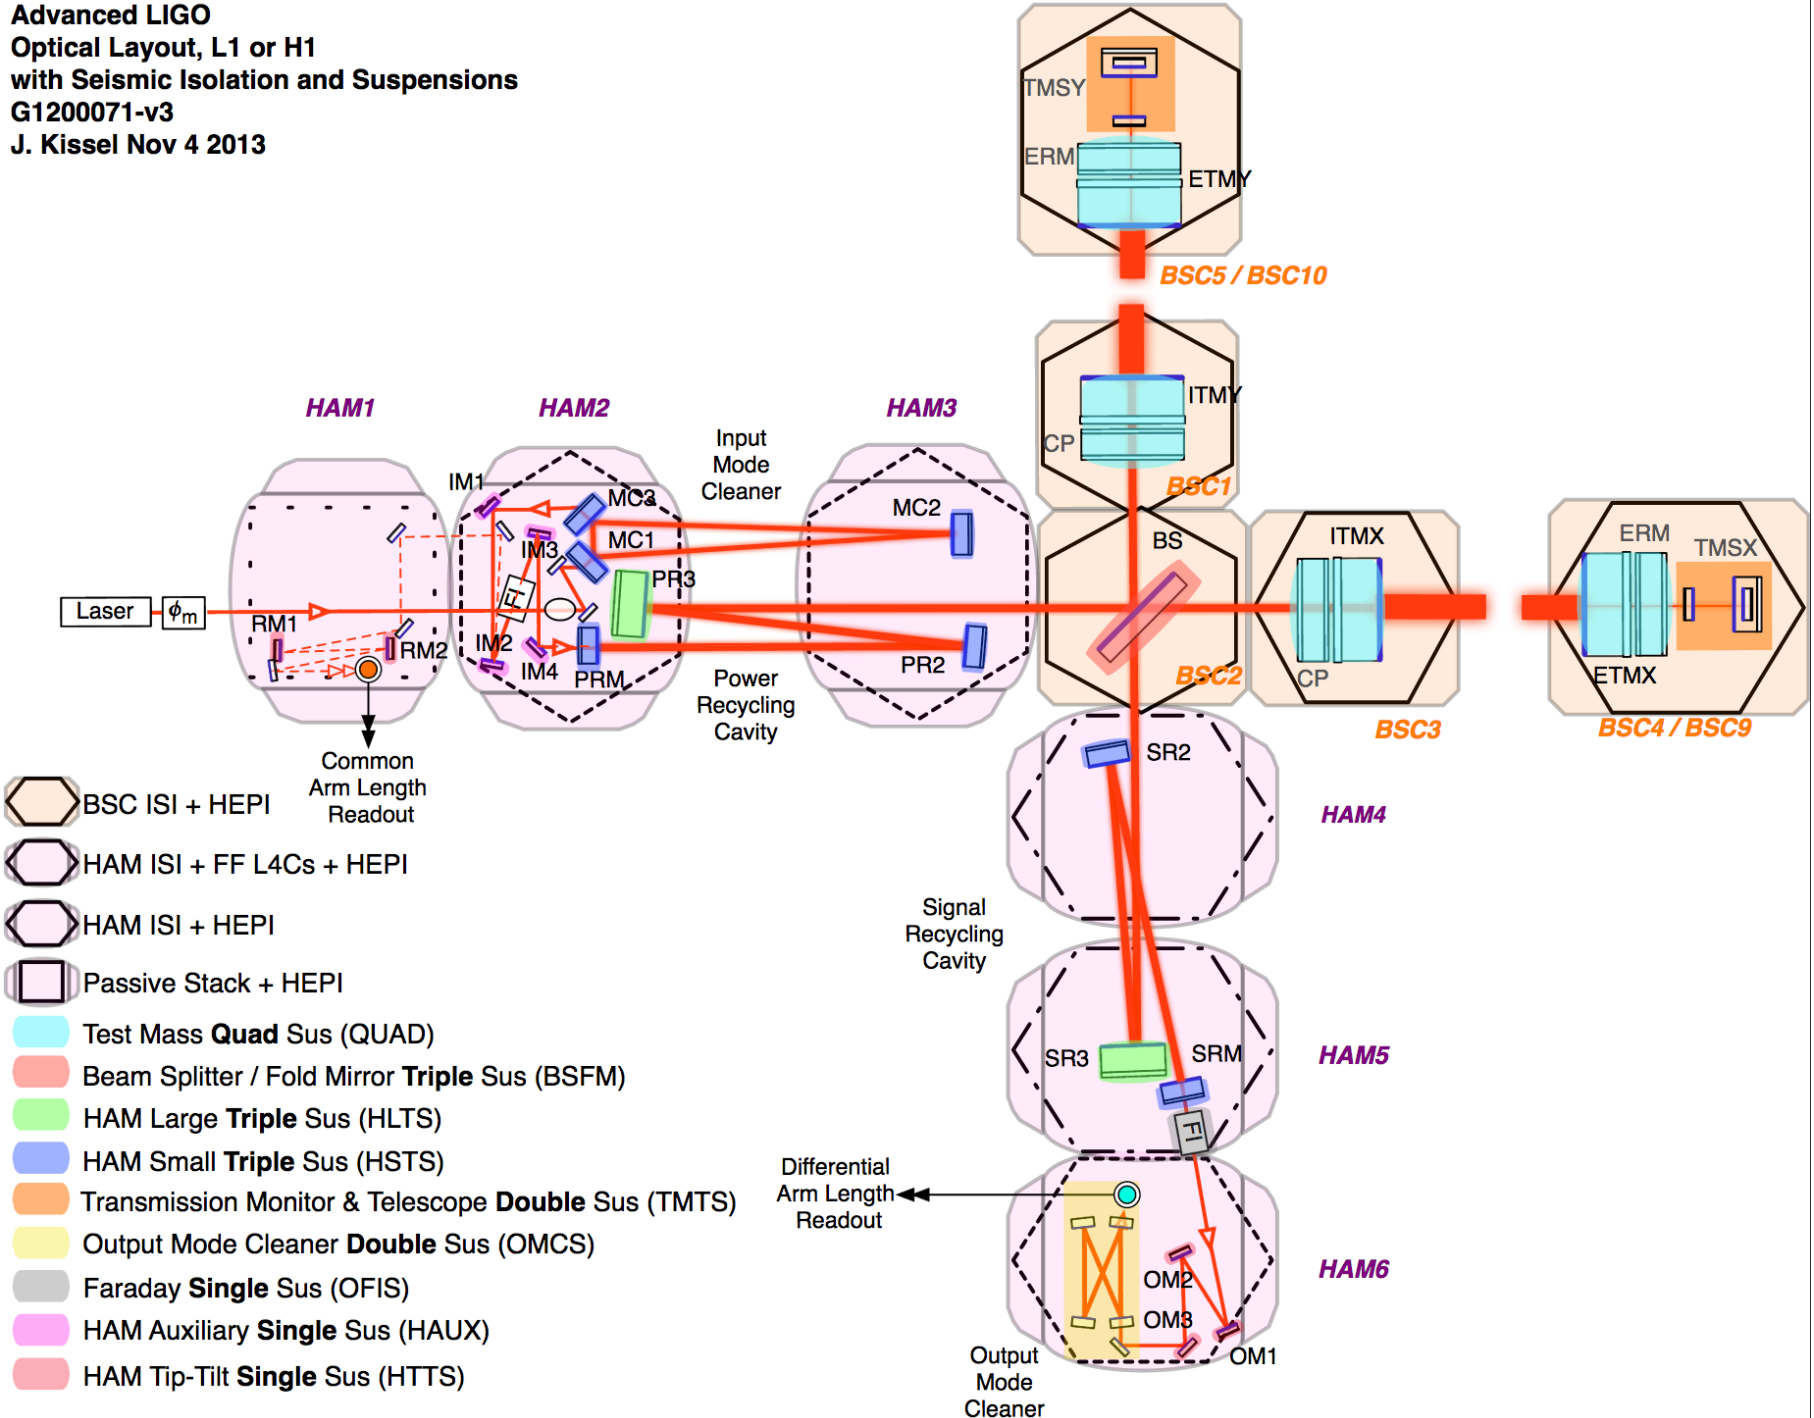 Advanced LIGO
Optical Layout, L1 or H1
with Seismic Isolation and Suspensions
G1200071-v3
J. Kissel Nov 4 2013
TMSY
ERM
ETMY
BSC5 / BSC10
ITMY
CP
BSC1
HAM1
HAM2
HAM3
Input
Mode
Cleaner
IM1
MC3
MC2
IM3
MC1
FI
PR3
Laser
ϕm
RM1
RM2
IM2
IM4
PRM
PR2
Power
Recycling
Cavity
Common
Arm Length
Readout
BS
BSC2
ITMX
CP
BSC3
ERM
TMSX
ETMX
BSC4 / BSC9
SR2
HAM4
Signal
Recycling
Cavity
SR3
SRM
HAM5
FI
Differential
Arm Length
Readout
OM2
OM3
OM1
HAM6
Output
Mode
Cleaner
BSC ISI + HEPI
HAM ISI + FF L4Cs + HEPI
HAM ISI + HEPI
Passive Stack + HEPI
Test Mass Quad Sus (QUAD)
Beam Splitter / Fold Mirror Triple Sus (BSFM)
HAM Large Triple Sus (HLTS)
HAM Small Triple Sus (HSTS)
Transmission Monitor & Telescope Double Sus (TMTS)
Output Mode Cleaner Double Sus (OMCS)
Faraday Single Sus (OFIS)
HAM Auxiliary Single Sus (HAUX)
HAM Tip-Tilt Single Sus (HTTS)